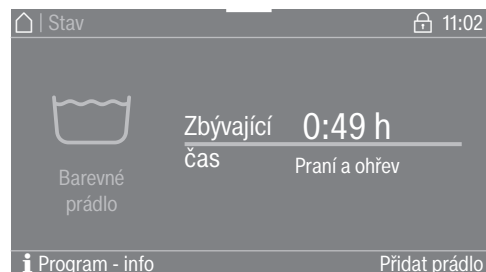 | Stav 11:02
Zbývající 0:49 h
čas Praní a ohřev
Barevné
prádlo
i Program - info Přidat prádlo